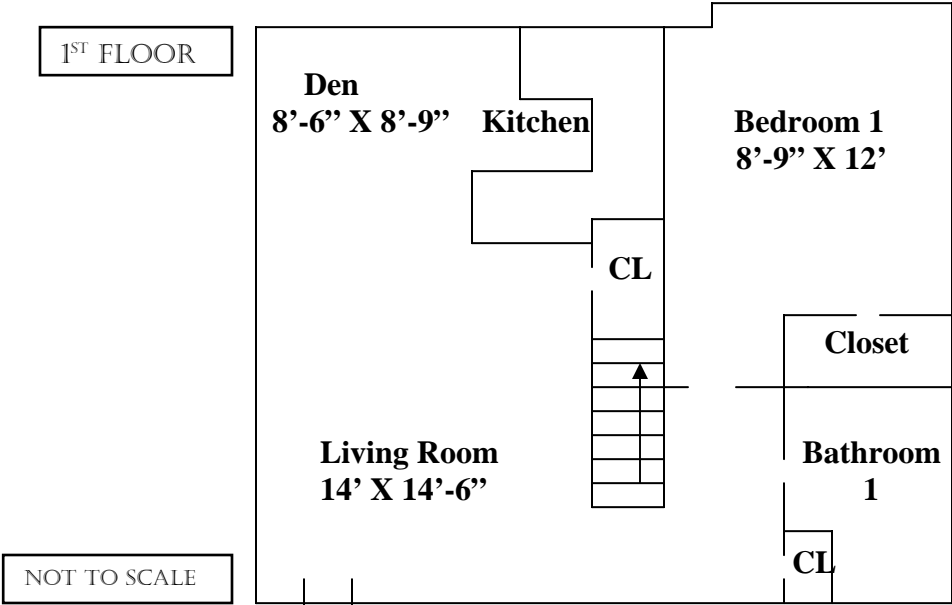 1ST FLOOR
Den
8’-6” X 8’-9”
Kitchen
Bedroom 1
8’-9” X 12’
CL
Closet
Living Room
14’ X 14’-6”
Bathroom
1
CL
NOT TO SCALE